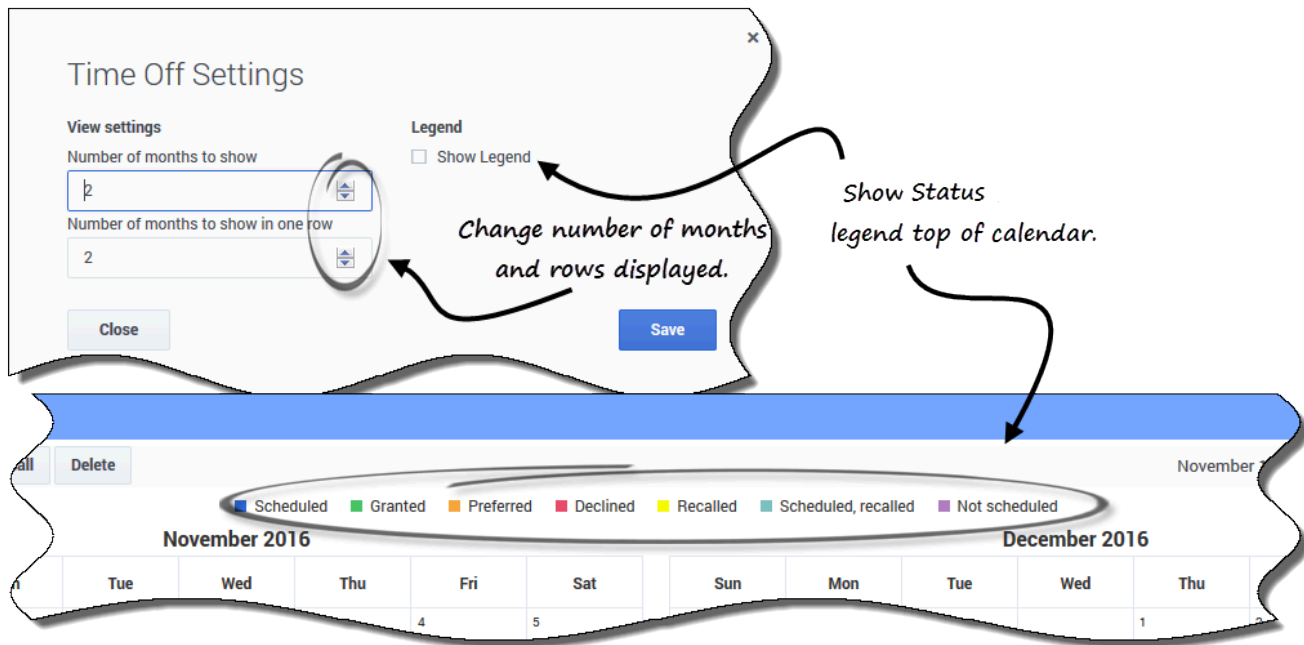 ×
Time Off Settings
View settings
Legend
Number of months to show
Show Legend
2
Number of months to show in one row
2
Change number of months
and rows displayed.
Show Status
legend top of calendar.
Close
Save
all
Delete
November 1
Scheduled
Granted
Preferred
Declined
Recalled
Scheduled, recalled
Not scheduled
November 2016
December 2016
Tue
Wed
Thu
Fri
Sat
Sun
Mon
Tue
Wed
Thu
4
5
1
2